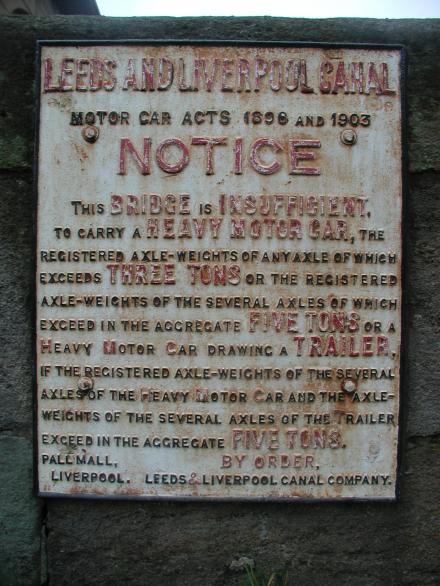 LEEDS AND LIVERPOOL CANAL
MOTOR CAR ACTS 1896 AND 1903
NOTICE
THIS BRIDGE IS INSUFFICIENT,
TO CARRY A HEAVY MOTOR CAR, THE
REGISTERED AXLE-WEIGHTS OF ANY AXLE OF WHICH
EXCEEDS THREE TONS OR THE REGISTERED
AXLE-WEIGHTS OF THE SEVERAL AXLES OF WHICH
EXCEED IN THE AGGREGATE FIVE TONS OR A
HEAVY MOTOR CAR DRAWING A TRAILER,
IF THE REGISTERED AXLE-WEIGHTS OF THE SEVERAL
AXLES OF THE HEAVY MOTOR CAR AND THE AXLE-
WEIGHTS OF THE SEVERAL AXLES OF THE TRAILER
EXCEED IN THE AGGREGATE FIVE TONS.
PALL MALL, BY ORDER,
LIVERPOOL. LEEDS & LIVERPOOL CANAL COMPANY.